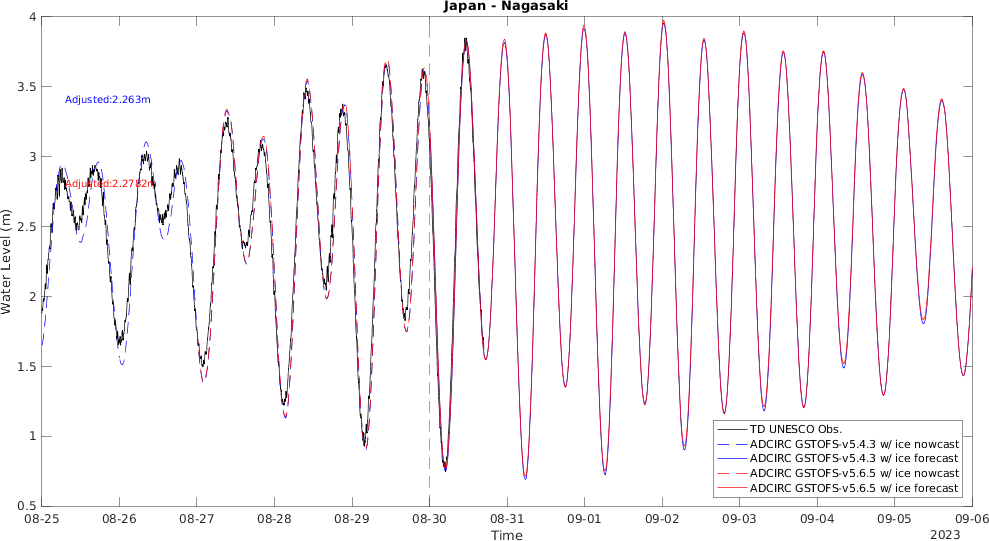 Japan - Nagasaki
4
3.5
3
2.5
2
1.5
1
0.5
Water Level (m)
Adjusted:2.263m
Adjusted:2.2782m
TD UNESCO Obs.
ADCIRC GSTOFS-v5.4.3 w/ ice nowcast
ADCIRC GSTOFS-v5.4.3 w/ ice forecast
ADCIRC GSTOFS-v5.6.5 w/ ice nowcast
ADCIRC GSTOFS-v5.6.5 w/ ice forecast
08-25 08-26 08-27 08-28 08-29 08-30 08-31 09-01 09-02 09-03 09-04 09-05 09-06
Time
2023